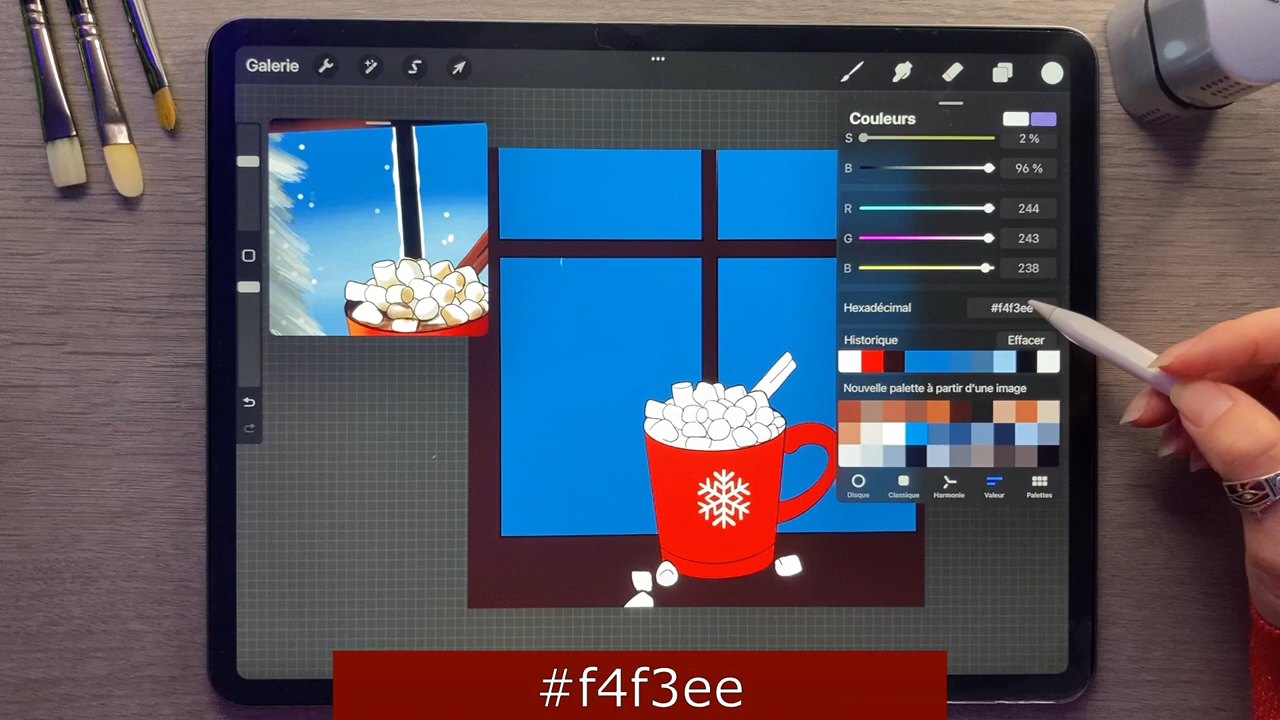 Galerie
Couleurs
S 2 %
B 96 %
R 244
G 243
B 238
Hexadécimal #f4f3ee
Historique Effacer
Nouvelle palette à partir d'une image
Disque Classique Harmonie Valeur Palettes
#f4f3ee